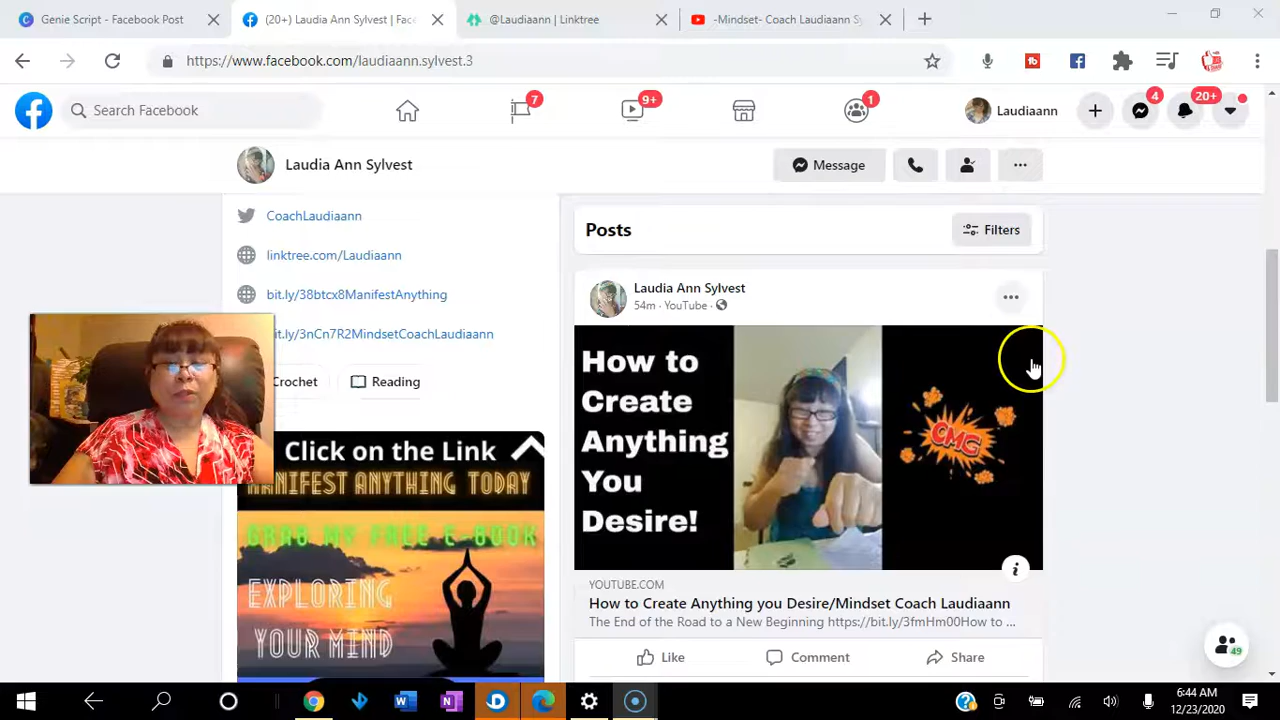 Genie Script - Facebook Post
(20+) Laudia Ann Sylvest | Fac
@Laudiaann | Linktree
-Mindset- Coach Laudiaann Sy
https://www.facebook.com/laudiaann.sylvest.3
Search Facebook
7
9+
1
Laudiaann
4
20+
Laudia Ann Sylvest
Message
CoachLaudiaann
linktree.com/Laudiaann
bit.ly/38btcx8ManifestAnything
it.ly/3nCn7R2MindsetCoachLaudiaann
Crochet
Reading
Click on the Link
MANIFEST ANYTHING TODAY
GRAB MY FREE E-BOOK
EXPLORING
YOUR MIND
Posts
Filters
Laudia Ann Sylvest
54m · YouTube ·
How to
Create
Anything
You
Desire!
OMG
YOUTUBE.COM
How to Create Anything you Desire/Mindset Coach Laudiaann
The End of the Road to a New Beginning https://bit.ly/3fmHm00How to ...
Like
Comment
Share
49
6:44 AM
12/23/2020